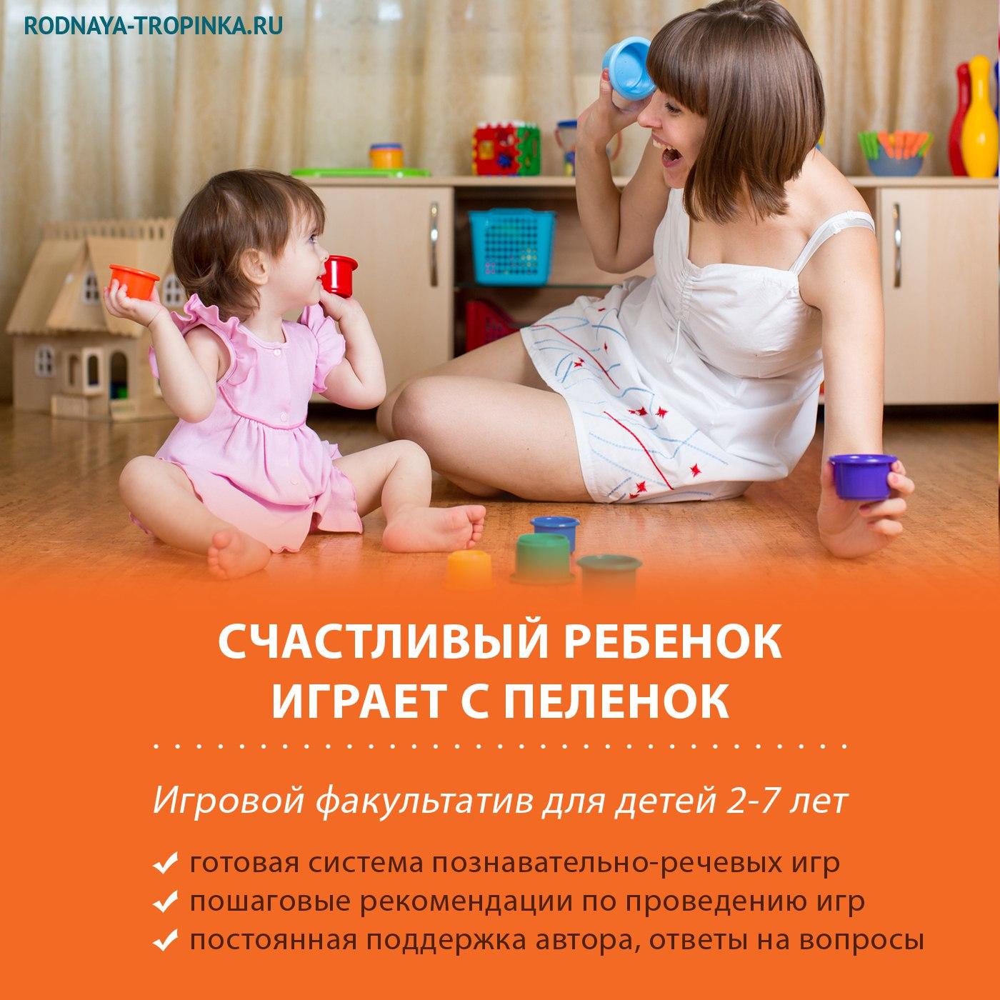 RODNAYA-TROPINKA.RU
СЧАСТЛИВЫЙ РЕБЕНОК
ИГРАЕТ С ПЕЛЕНОК
Игровой факультатив для детей 2-7 лет
готовая система познавательно-речевых игр
пошаговые рекомендации по проведению игр
постоянная поддержка автора, ответы на вопросы